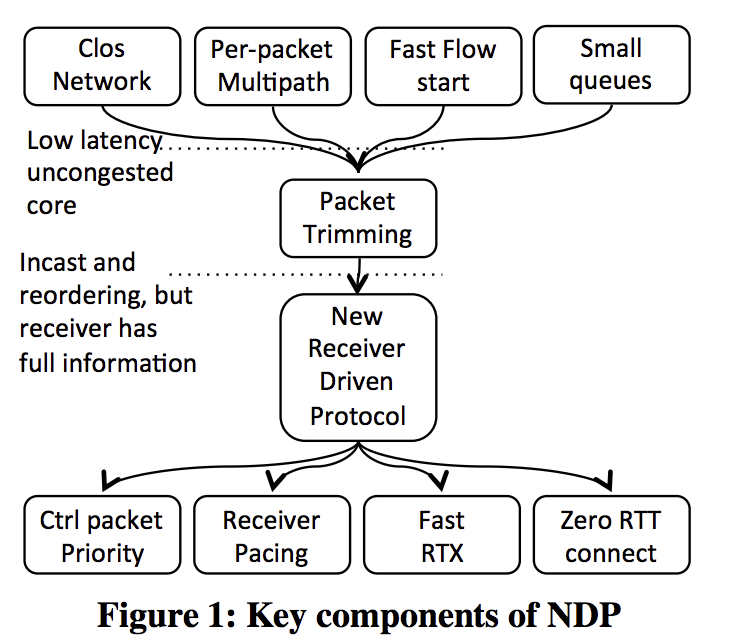 Clos
Network
Per-packet
Multipath
Fast Flow
start
Small
queues
Low latency
uncongested
core
Packet
Trimming
Incast and
reordering, but
receiver has
full information
New
Receiver
Driven
Protocol
Ctrl packet
Priority
Receiver
Pacing
Fast
RTX
Zero RTT
connect
Figure 1: Key components of NDP